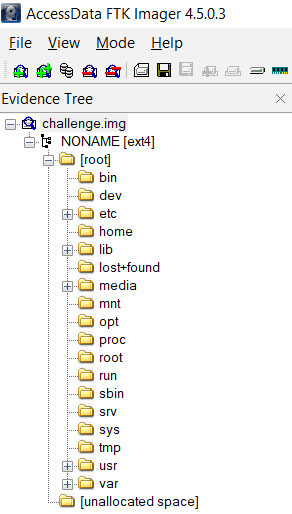 AccessData FTK Imager 4.5.0.3
File View Mode Help
Evidence Tree
challenge.img
NONAME [ext4]
[root]
bin
dev
etc
home
lib
lost+found
media
mnt
opt
proc
root
run
sbin
srv
sys
tmp
usr
var
[unallocated space]